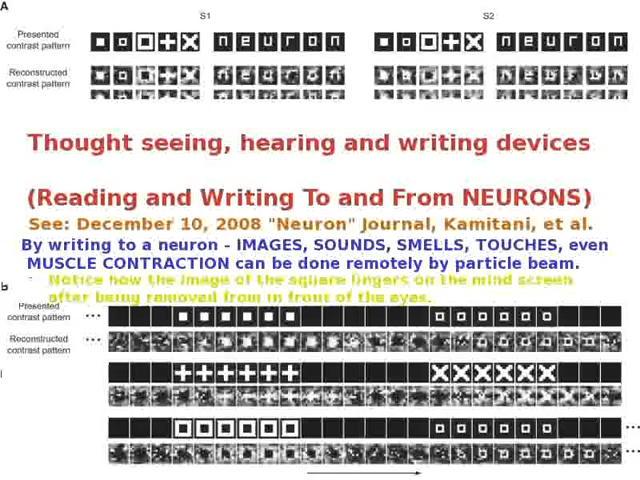 A
S1
S2
Presented
contrast pattern
n e u r o n
n e u r o n
Reconstructed
contrast pattern
Thought seeing, hearing and writing devices
(Reading and Writing To and From NEURONS)
See: December 10, 2008 "Neuron" Journal, Kamitani, et al.
By writing to a neuron - IMAGES, SOUNDS, SMELLS, TOUCHES, even
MUSCLE CONTRACTION can be done remotely by particle beam.
Notice how the image of the square lingers on the mind screen
after being removed from in front of the eyes.
Presented
contrast pattern
Reconstructed
contrast pattern